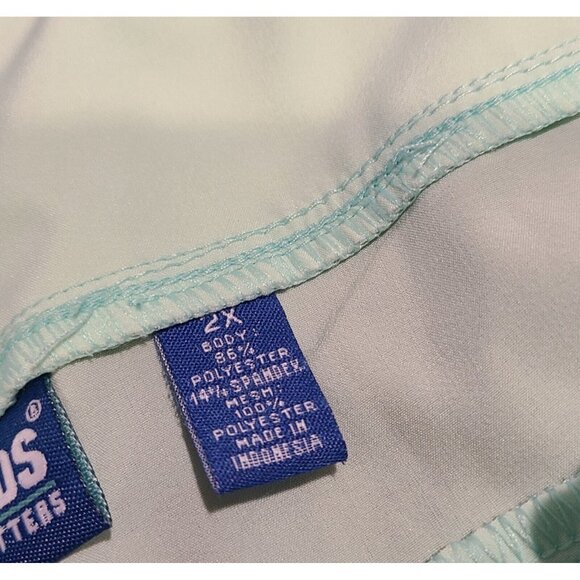 2X
BODY:
86%
POLYESTER
14% SPANDEX
MESH:
100%
POLYESTER
MADE IN
INDONESIA
DS®
TTERS